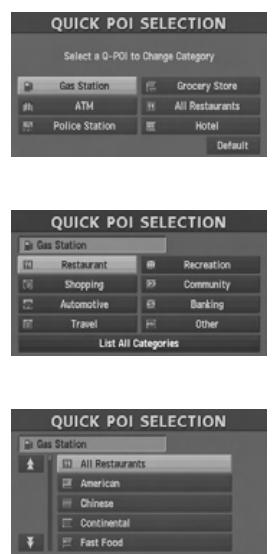 QUICK POI SELECTION
Select a Q-POI to Change Category
Gas Station Grocery Store
ATM All Restaurants
Police Station Hotel
Default
QUICK POI SELECTION
Gas Station
Restaurant Recreation
Shopping Community
Automotive Banking
Travel Other
List All Categories
QUICK POI SELECTION
Gas Station
All Restaurants
American
Chinese
Continental
Fast Food